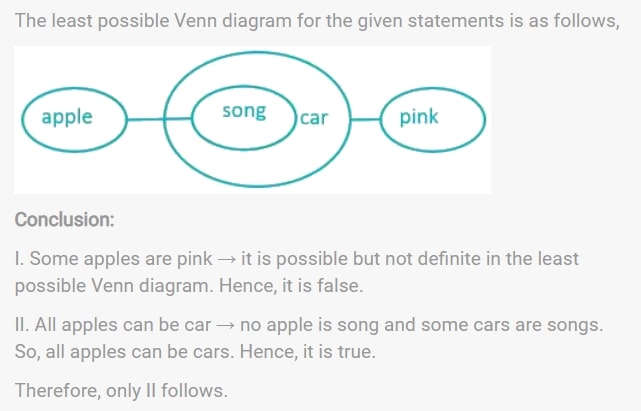 The least possible Venn diagram for the given statements is as follows,
apple
song
car
pink
Conclusion:
I. Some apples are pink → it is possible but not definite in the least
possible Venn diagram. Hence, it is false.
II. All apples can be car → no apple is song and some cars are songs.
So, all apples can be cars. Hence, it is true.
Therefore, only II follows.